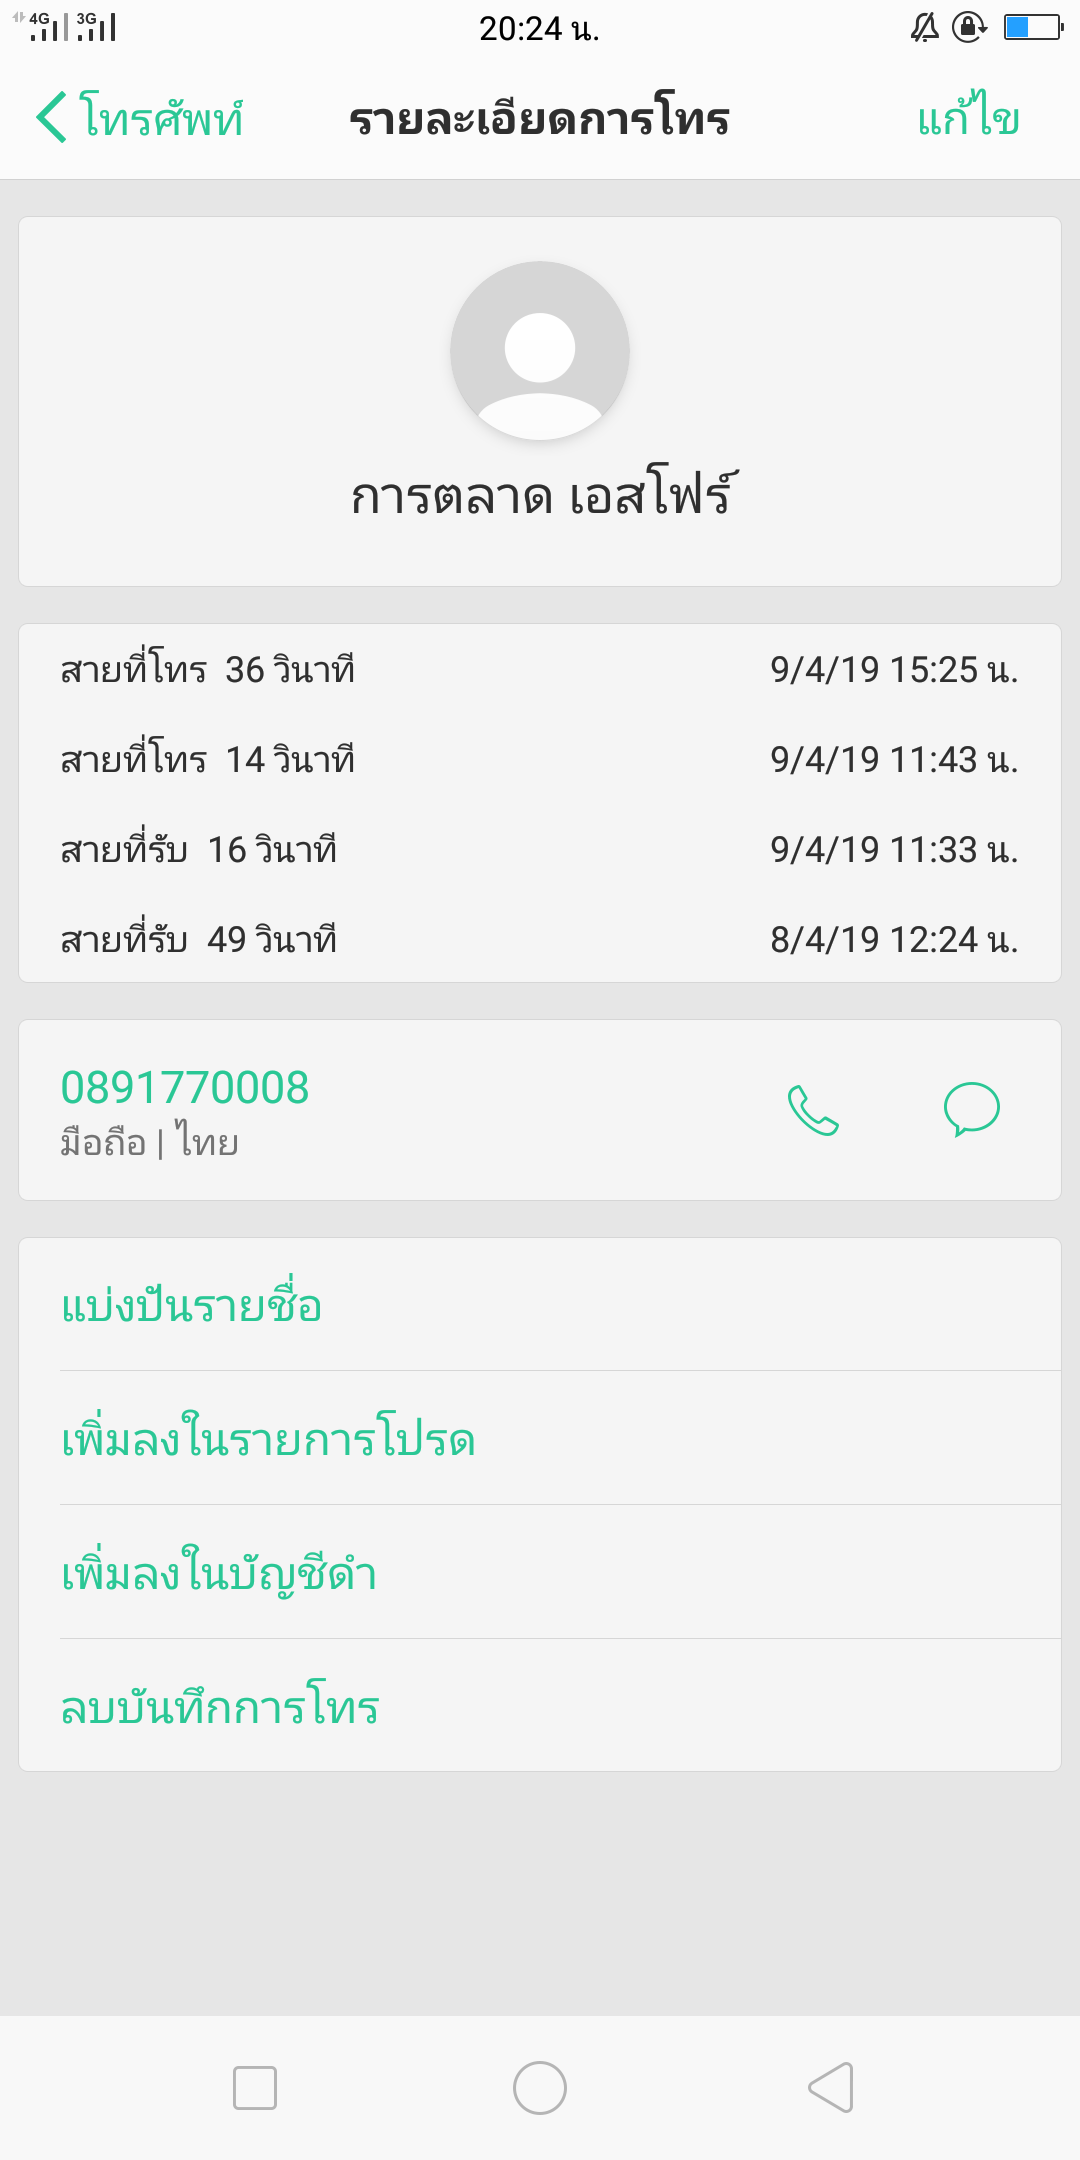 4G 3G 20:24 น.
โทรศัพท์ รายละเอียดการโทร แก้ไข
การตลาด เอสโฟร์
สายที่โทร 36 วินาที 9/4/19 15:25 น.
สายที่โทร 14 วินาที 9/4/19 11:43 น.
สายที่รับ 16 วินาที 9/4/19 11:33 น.
สายที่รับ 49 วินาที 8/4/19 12:24 น.
0891770008
มือถือ | ไทย
แบ่งปันรายชื่อ
เพิ่มลงในรายการโปรด
เพิ่มลงในบัญชีดำ
ลบบันทึกการโทร